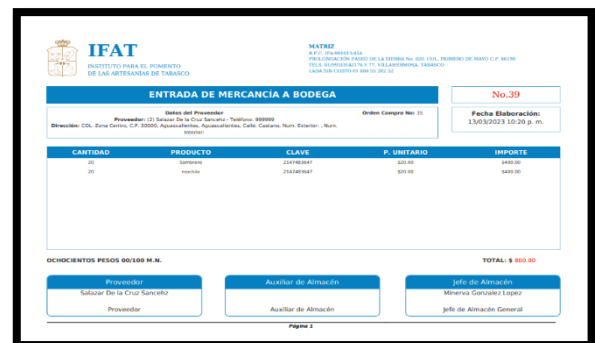 IFAT
INSTITUTO PARA EL FOMENTO
DE LAS ARTESANÍAS DE TABASCO
MATRIZ
PROLONGACIÓN PASEO DE LA SIERRA No. 820. COL. PRIMERO DE MAYO C.P. 86190
ENTRADA DE MERCANCÍA A BODEGA
No.39
Datos del Proveedor
Proveedor: (2) Salazar De la Cruz Sancehz - Teléfono: 999999
Dirección: COL. Zona Centro, C.P. 20000, Aguascalientes, Aguascalientes, Calle: Castano, Num. Exterior: , Num.
Interior:
Orden Compra No: 35
Fecha Elaboración:
13/03/2023 10:20 p. m.
CANTIDAD PRODUCTO CLAVE P. UNITARIO IMPORTE
20 Sombrero 2147483647 $20.00 $400.00
20 mochila 2147483647 $20.00 $400.00
OCHOCIENTOS PESOS 00/100 M.N.
TOTAL: $ 800.00
Proveedor
Salazar De la Cruz Sancehz
Proveedor
Auxiliar de Almacén
Auxiliar de Almacén
Jefe de Almacén
Minerva Gonzalez Lopez
Jefe de Almacén General
Página 1